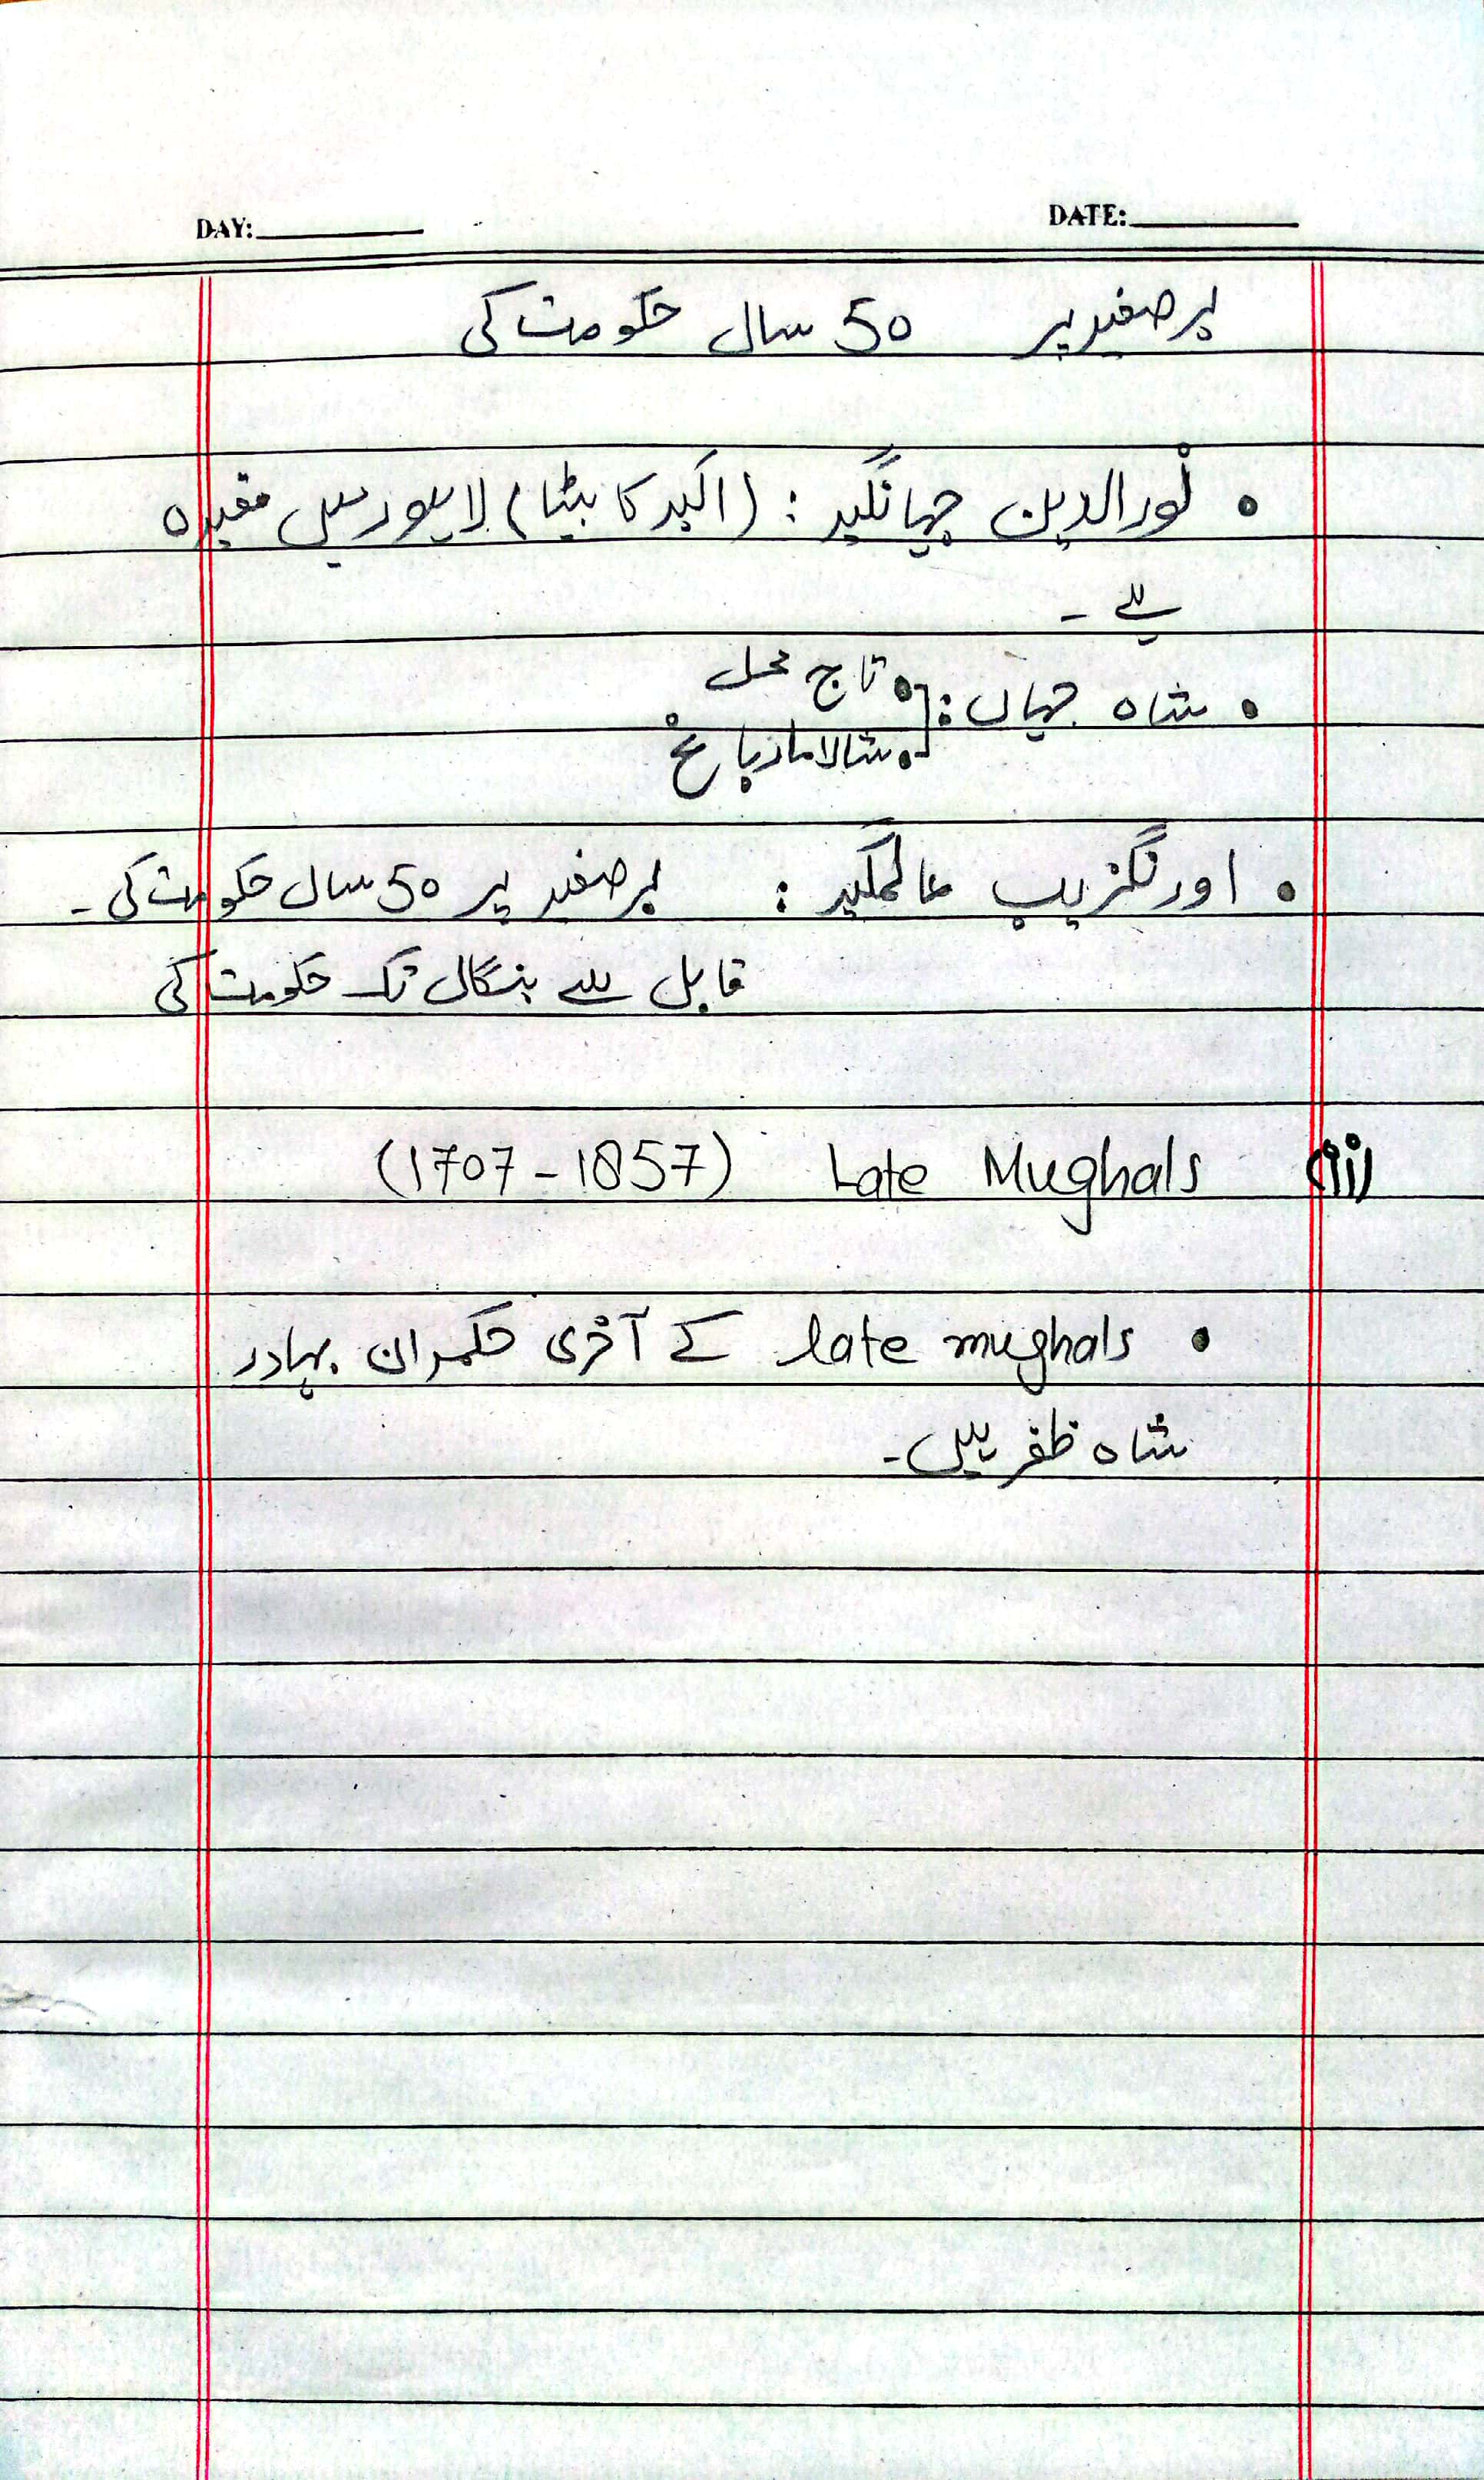 DAY: DATE:
برصغیر پر 50 سال حکومت کی
• نورالدین جہانگیر : (اکبر کا بیٹا) لاہور میں مقبرہ
ہے ۔
• شاہ جہاں : • تاج محل
• شالامار باغ
• اورنگزیب عالمگیر : برصغیر پر 50 سال حکومت کی ۔
قابل سے بنگال تک حکومت کی
(ii) Late Mughals (1707 - 1857)
• late mughals کے آخری حکمران بہادر
شاہ ظفر ہیں ۔